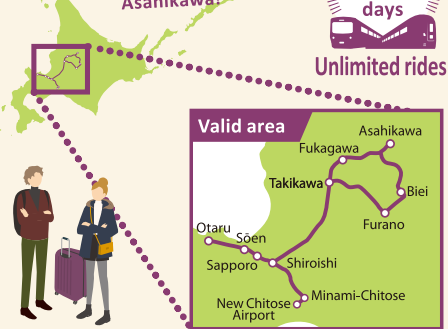 Asahikawa!
days
Unlimited rides
Valid area
Asahikawa
Fukagawa
Takikawa
Biei
Furano
Otaru
Sōen
Sapporo
Shiroishi
Minami-Chitose
New Chitose
Airport